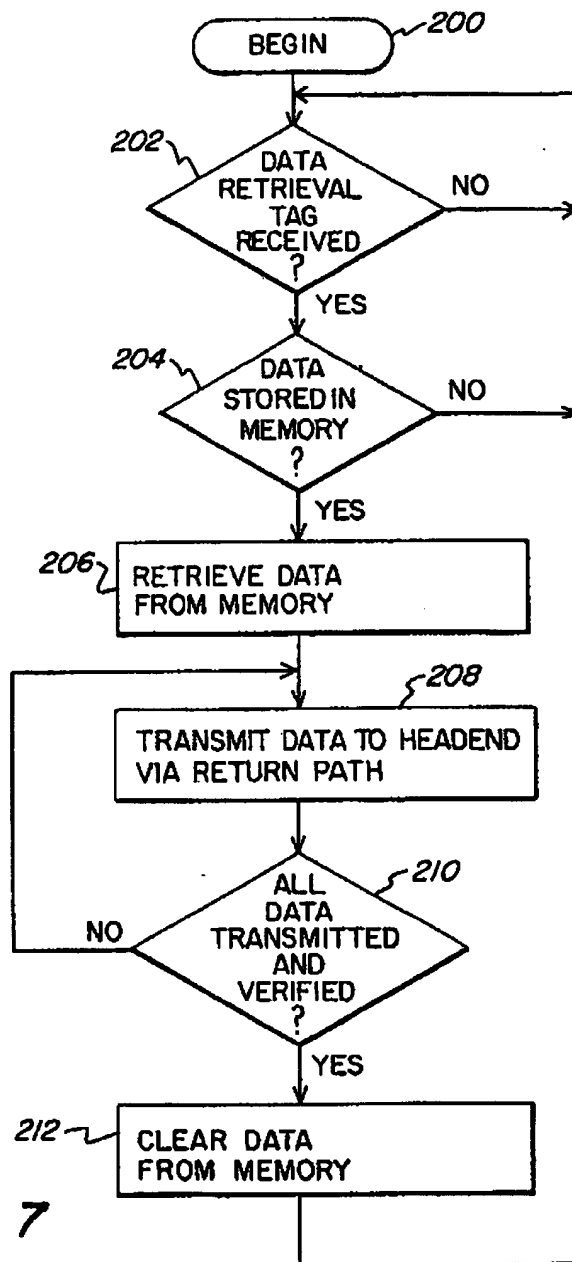 BEGIN
200
202
DATA
RETRIEVAL
TAG
RECEIVED
?
NO
YES
204
DATA
STORED IN
MEMORY
?
NO
YES
206
RETRIEVE DATA
FROM MEMORY
208
TRANSMIT DATA TO HEADEND
VIA RETURN PATH
210
ALL
DATA
TRANSMITTED
AND
VERIFIED
?
NO
YES
212
CLEAR DATA
FROM MEMORY
7